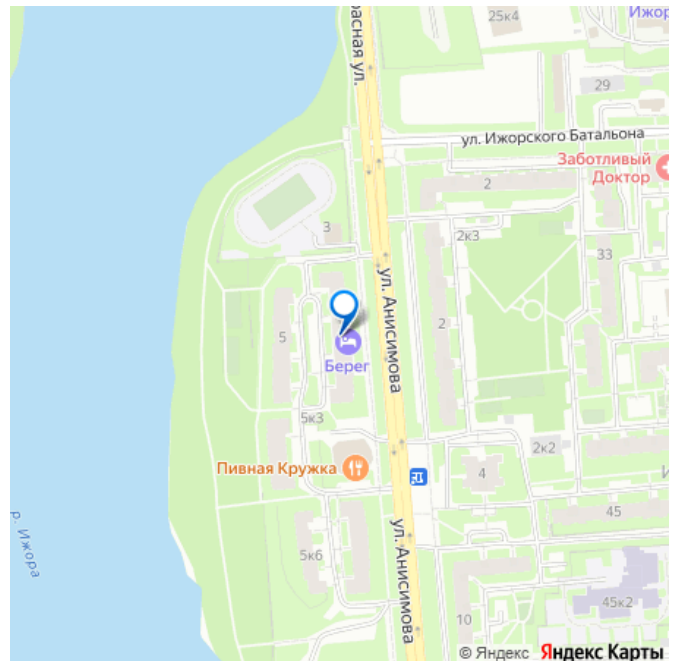 25к4
Ижор
расная ул.
29
ул. Ижорского Батальона
Заботливый
Доктор
2
3
2к3
33
ул. Анисимова
2
5
Берег
5к3
2к2
Пивная Кружка
4
И
45
ул. Анисимова
р. Ижора
5к6
10
45к2
© Яндекс Яндекс Карты